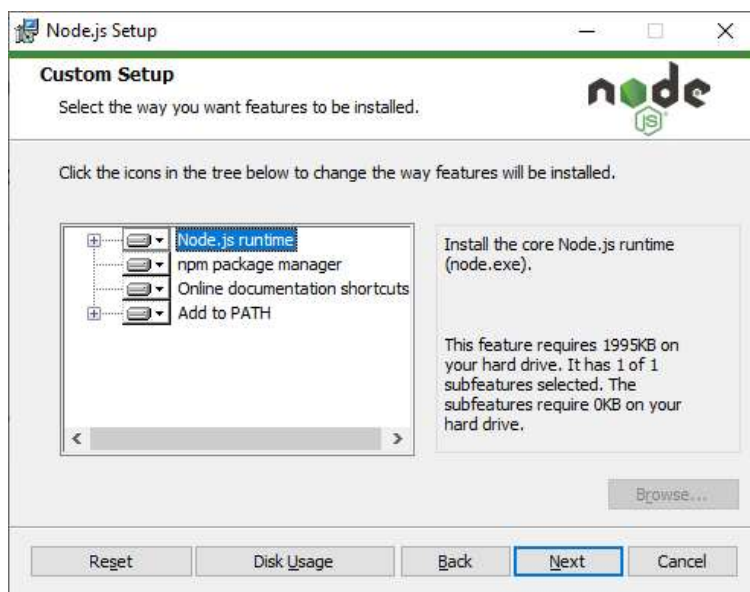 Node.js Setup
Custom Setup
Select the way you want features to be installed.
node
JS
Click the icons in the tree below to change the way features will be installed.
Node.js runtime
npm package manager
Online documentation shortcuts
Add to PATH
Install the core Node.js runtime
(node.exe).
This feature requires 1995KB on
your hard drive. It has 1 of 1
subfeatures selected. The
subfeatures require 0KB on your
hard drive.
Browse...
Reset
Disk Usage
Back
Next
Cancel